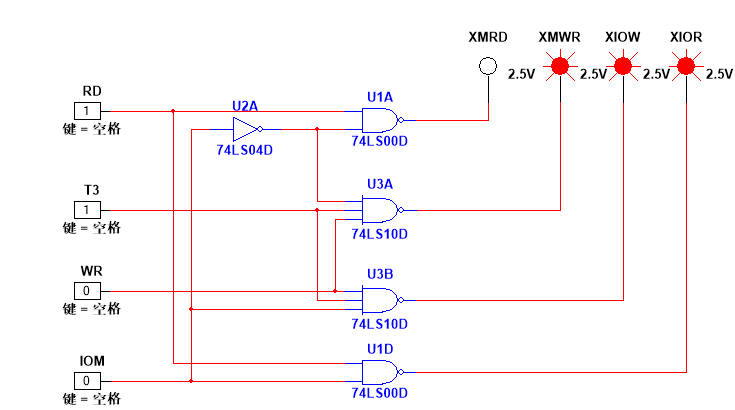 XMRD XMWR XIOW XIOR
2.5V 2.5V 2.5V 2.5V
RD
1
键 = 空格
U2A
74LS04D
U1A
74LS00D
T3
1
键 = 空格
U3A
74LS10D
WR
0
键 = 空格
U3B
74LS10D
IOM
0
键 = 空格
U1D
74LS00D